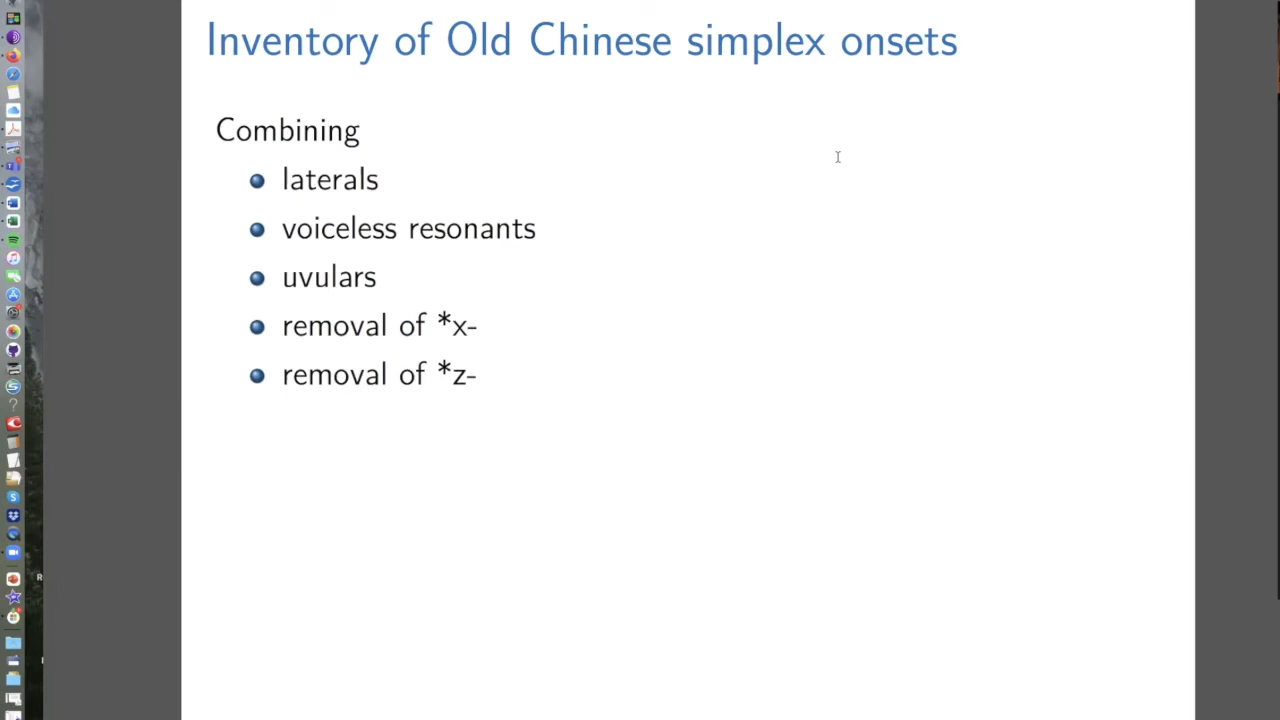 Inventory of Old Chinese simplex onsets
Combining
laterals
voiceless resonants
uvulars
removal of *x-
removal of *z-